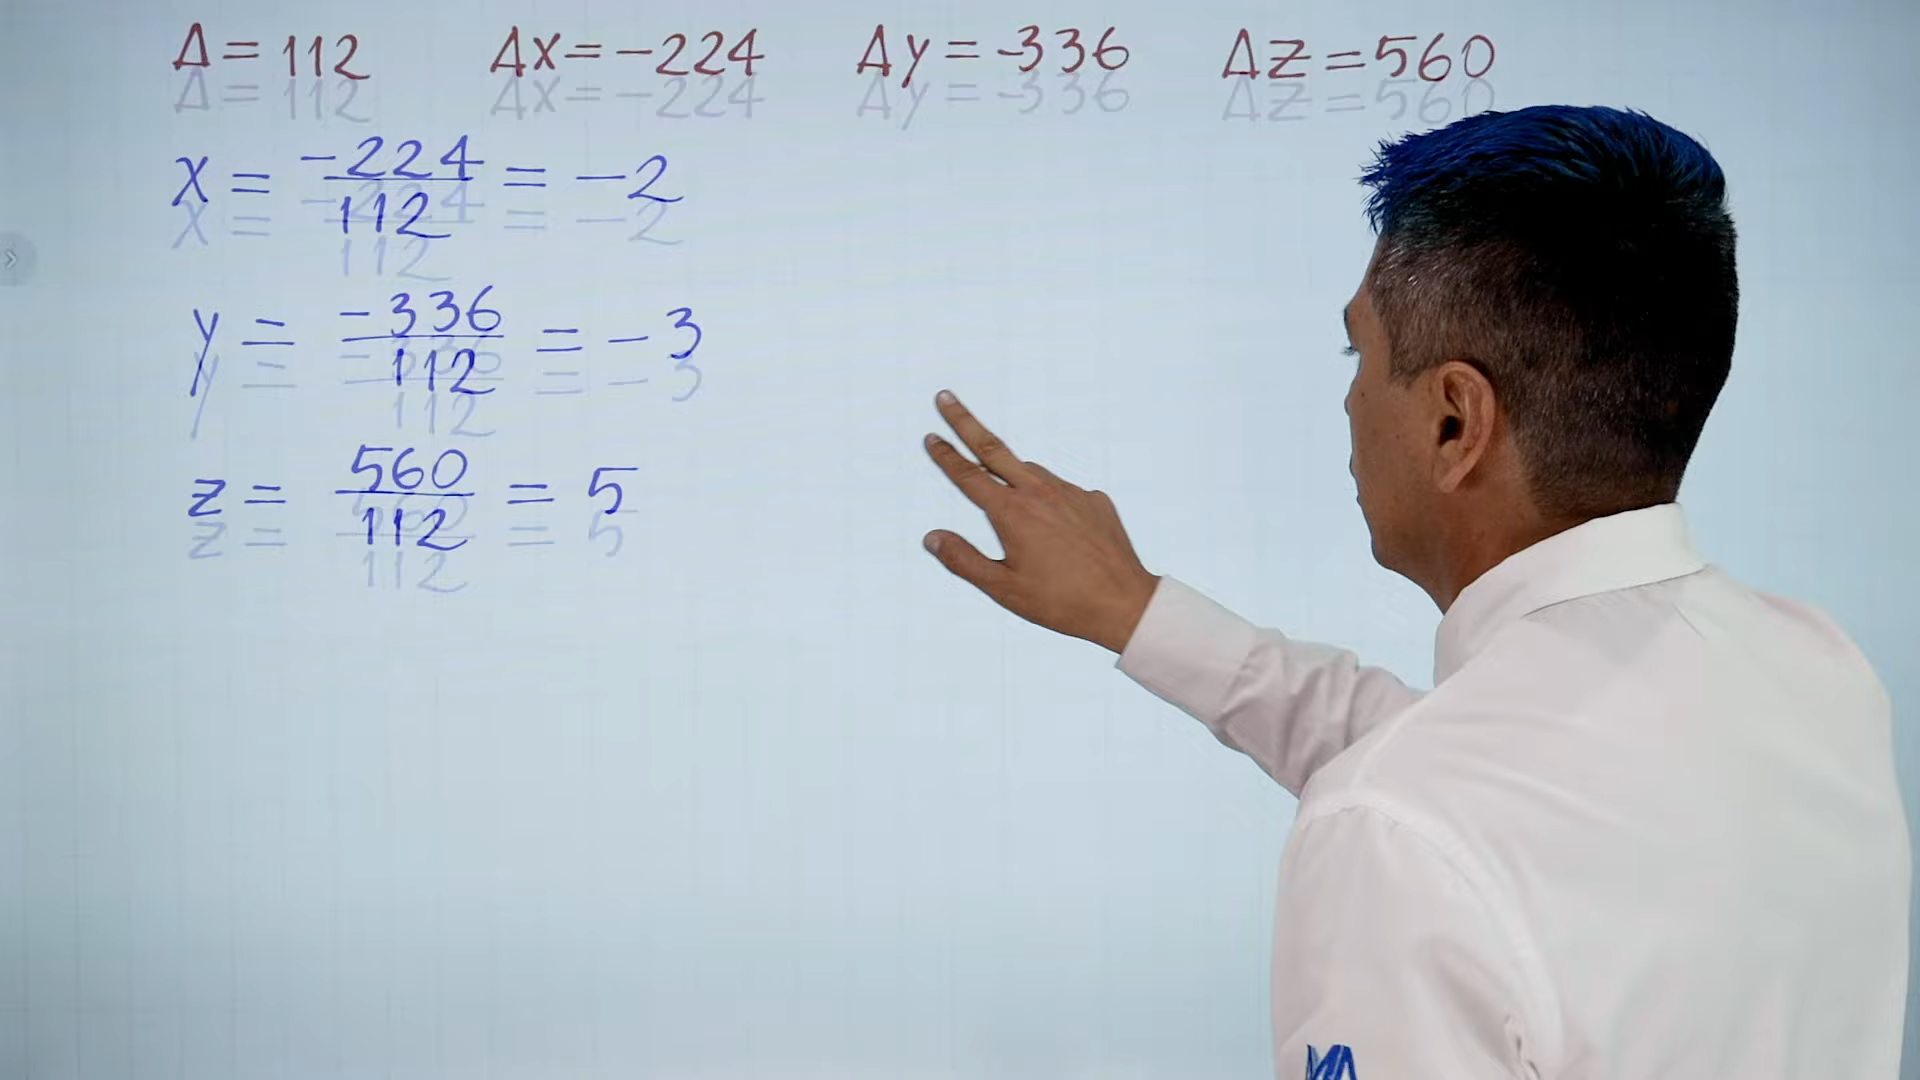 Δ = 112 Δx = -224 Δy = -336 Δz = 560
x = -224/112 = -2
y = -336/112 = -3
z = 560/112 = 5